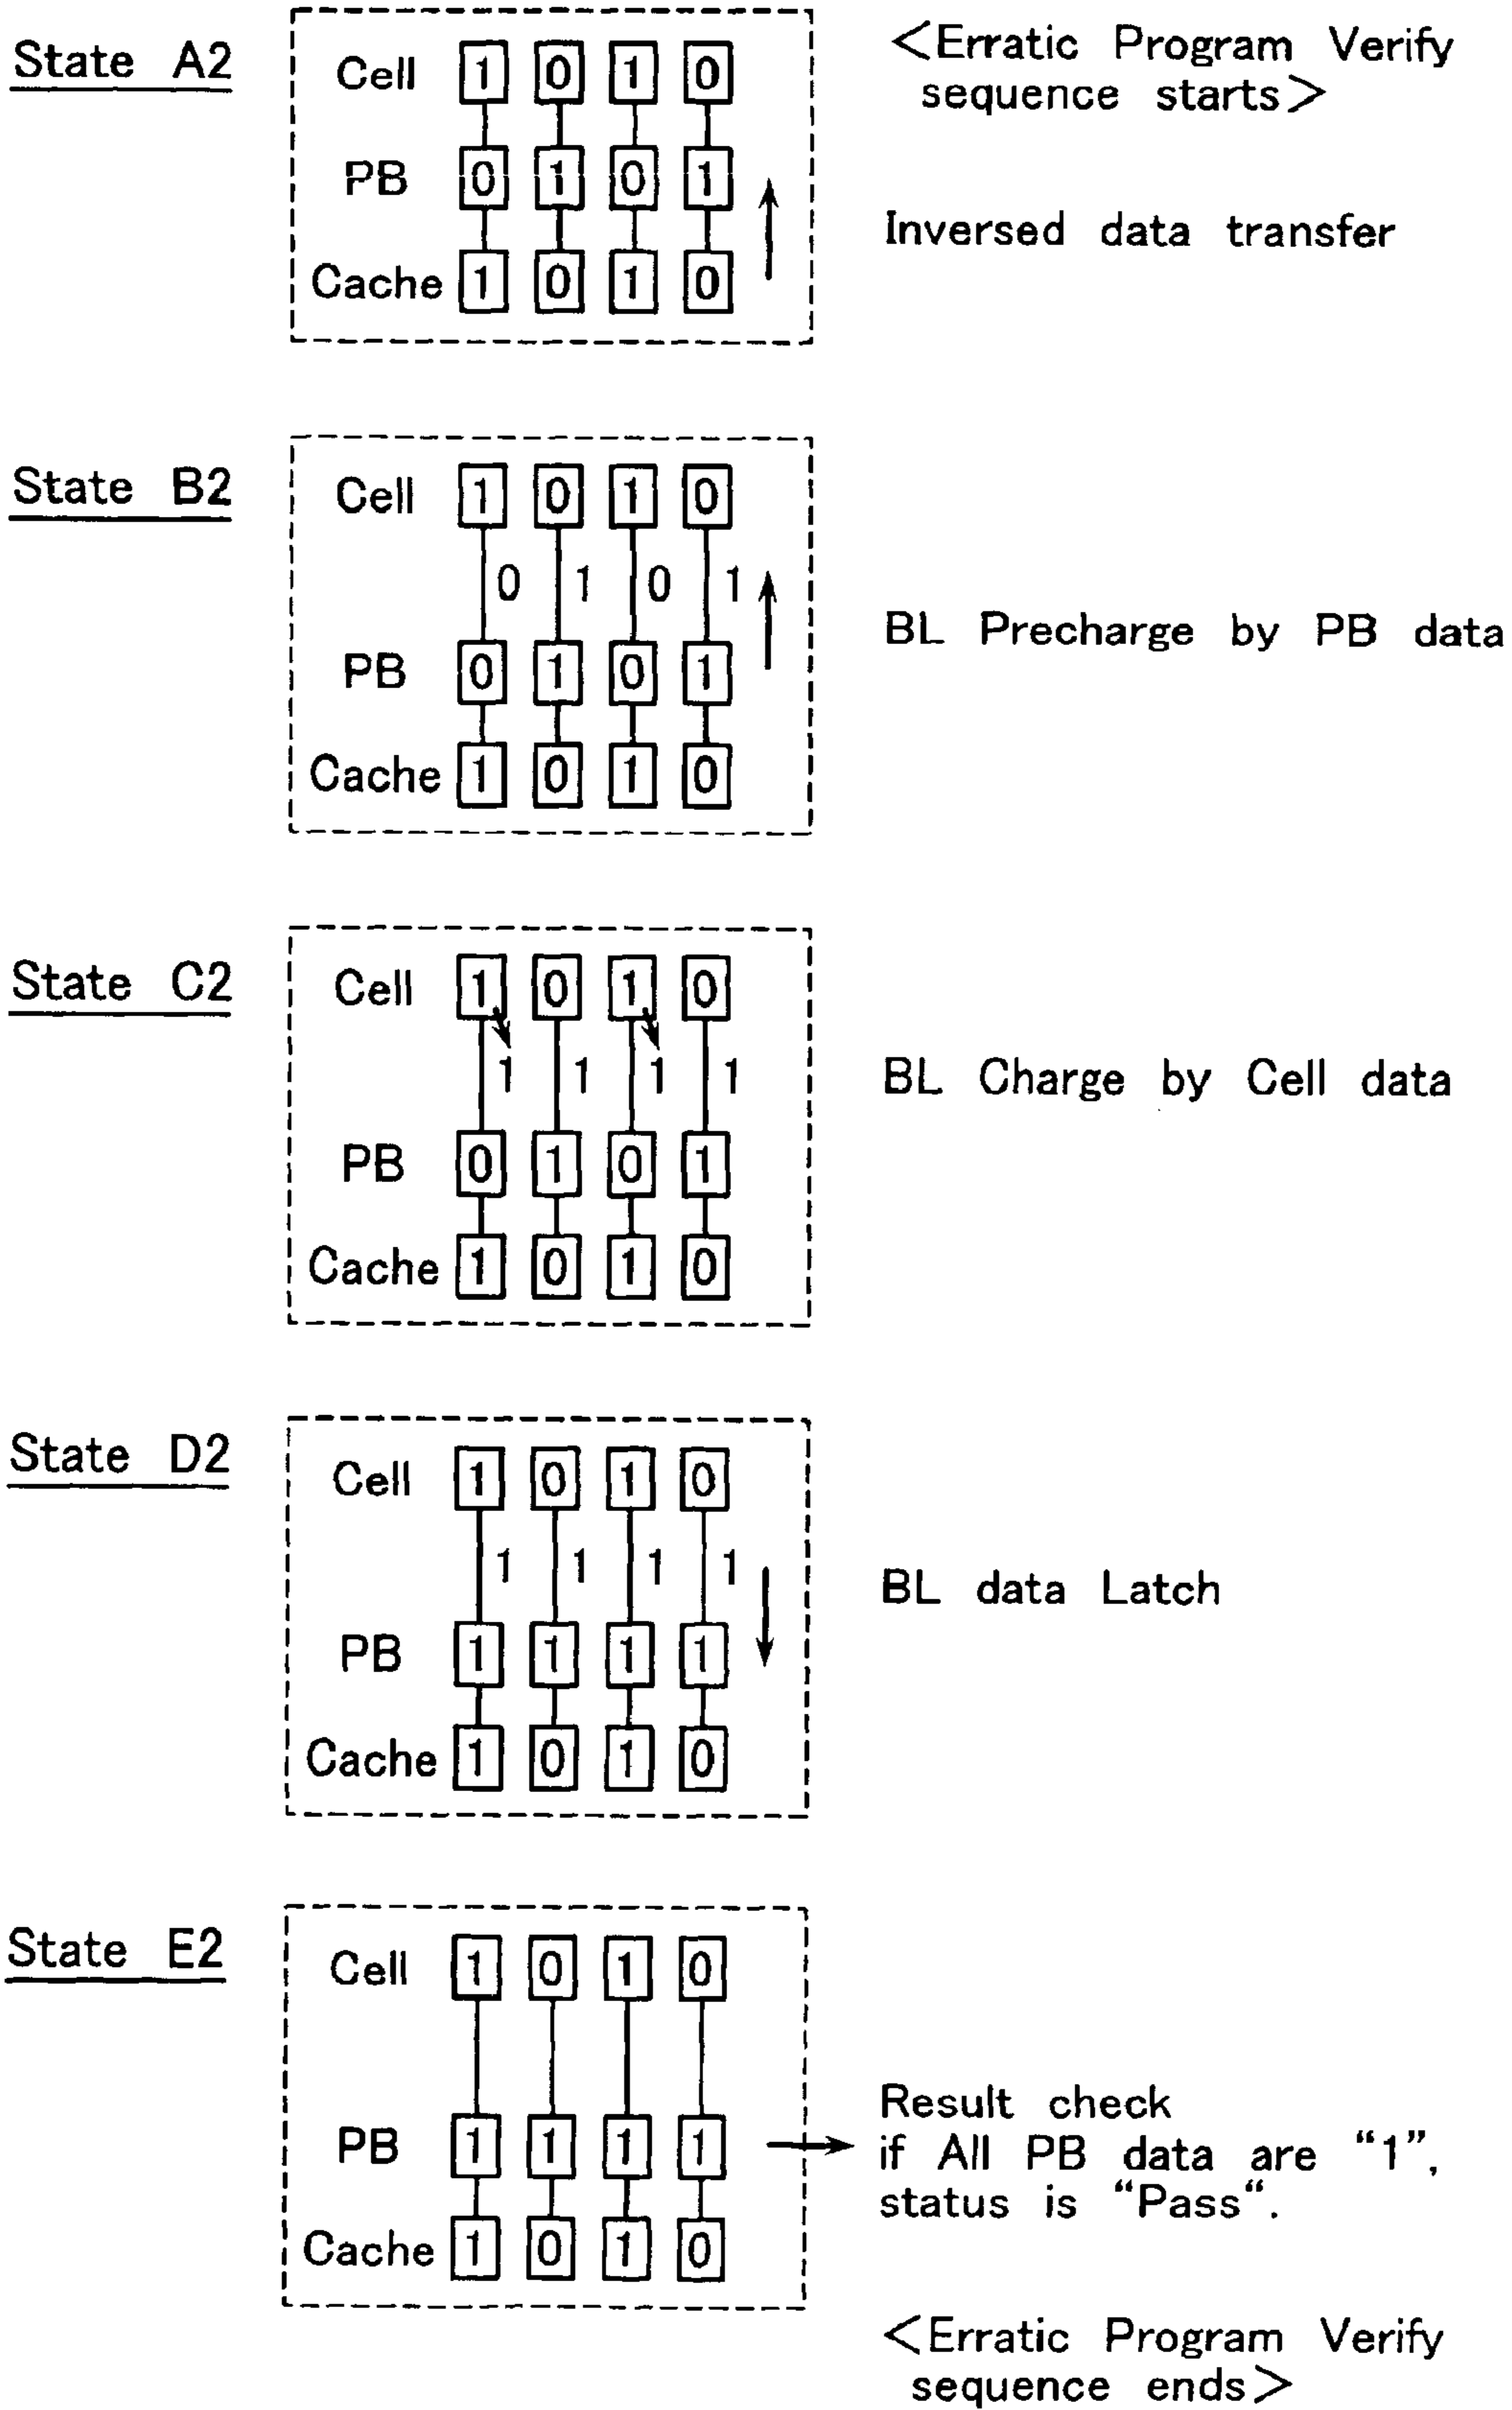 State A2
<Erratic Program Verify
sequence starts>
Cell 1 0 1 0
PB 0 1 0 1
Cache 1 0 1 0
Inversed data transfer
State B2
Cell 1 0 1 0
0 1 0 1
PB 0 1 0 1
Cache 1 0 1 0
BL Precharge by PB data
State C2
Cell 1 0 1 0
1 1 1 1
PB 0 1 0 1
Cache 1 0 1 0
BL Charge by Cell data
State D2
Cell 1 0 1 0
1 1 1 1
PB 1 1 1 1
Cache 1 0 1 0
BL data Latch
State E2
Cell 1 0 1 0
PB 1 1 1 1
Cache 1 0 1 0
Result check
if All PB data are “1”,
status is “Pass“.
<Erratic Program Verify
sequence ends>